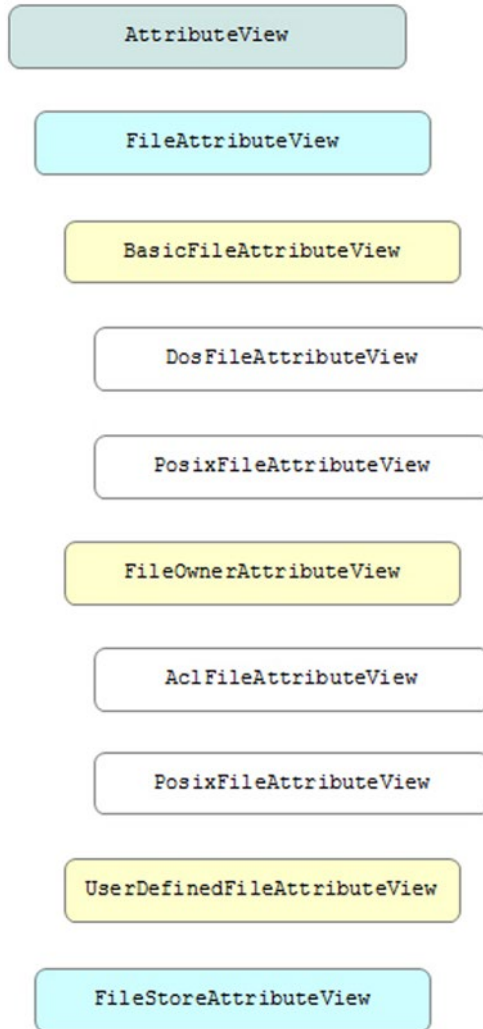 AttributeView
FileAttributeView
BasicFileAttributeView
DosFileAttributeView
PosixFileAttributeView
FileOwnerAttributeView
AclFileAttributeView
PosixFileAttributeView
UserDefinedFileAttributeView
FileStoreAttributeView